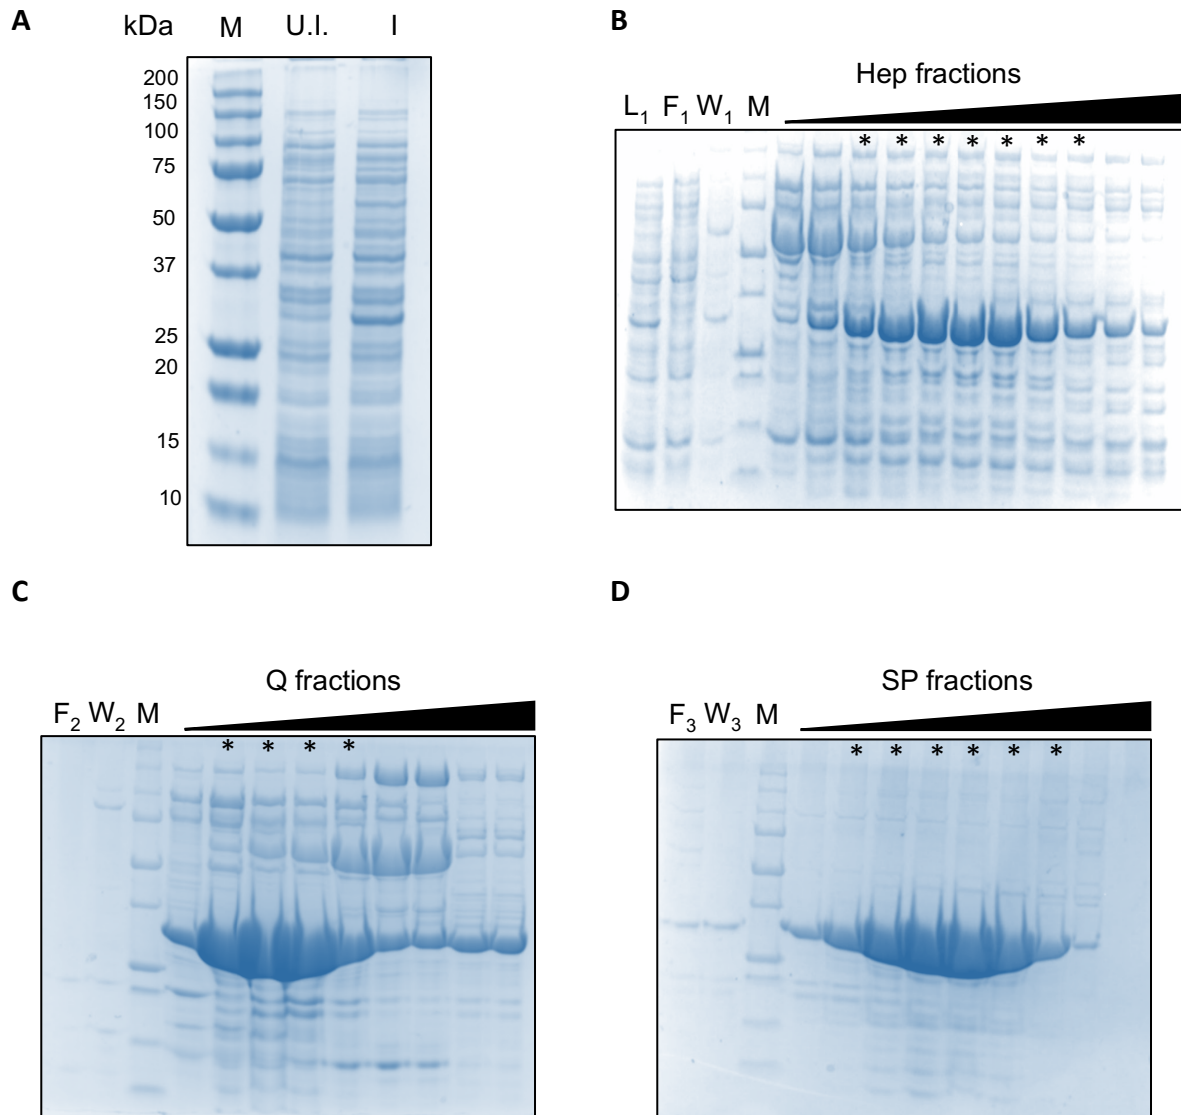 A
kDa M U.I. I
200
150
100
75
50
37
25
20
15
10
B
Hep fractions
L1 F1 W1 M
* * * * * * *
C
Q fractions
F2 W2 M
* * * *
D
SP fractions
F3 W3 M
* * * * * *